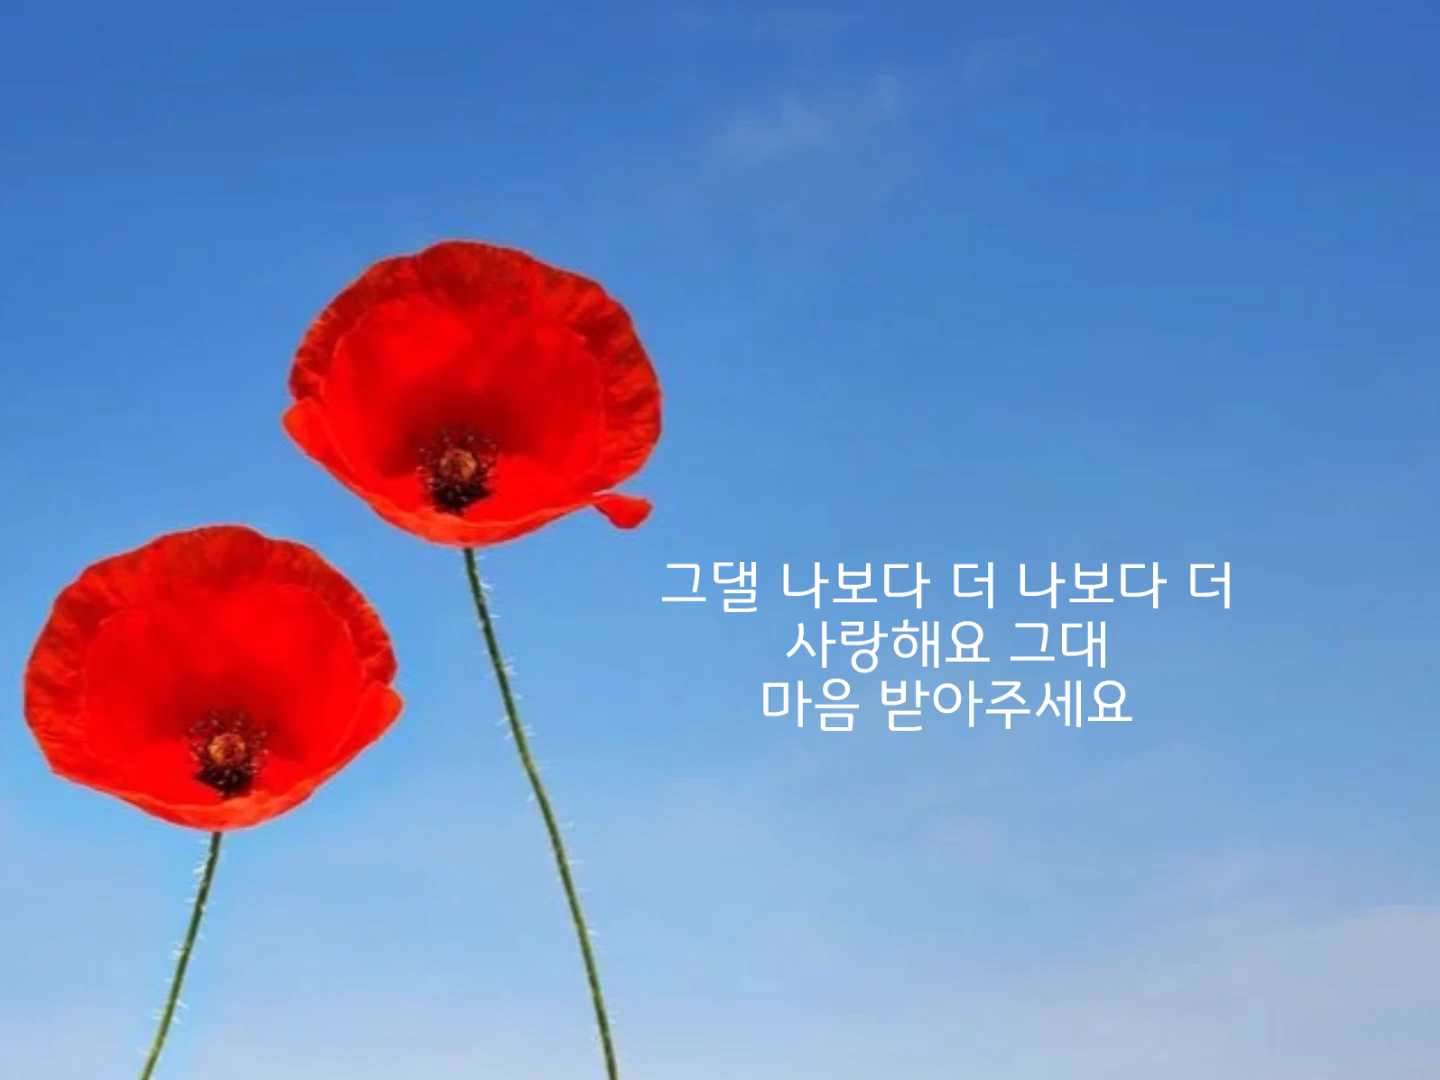 그댈 나보다 더 나보다 더
사랑해요 그대
마음 받아주세요